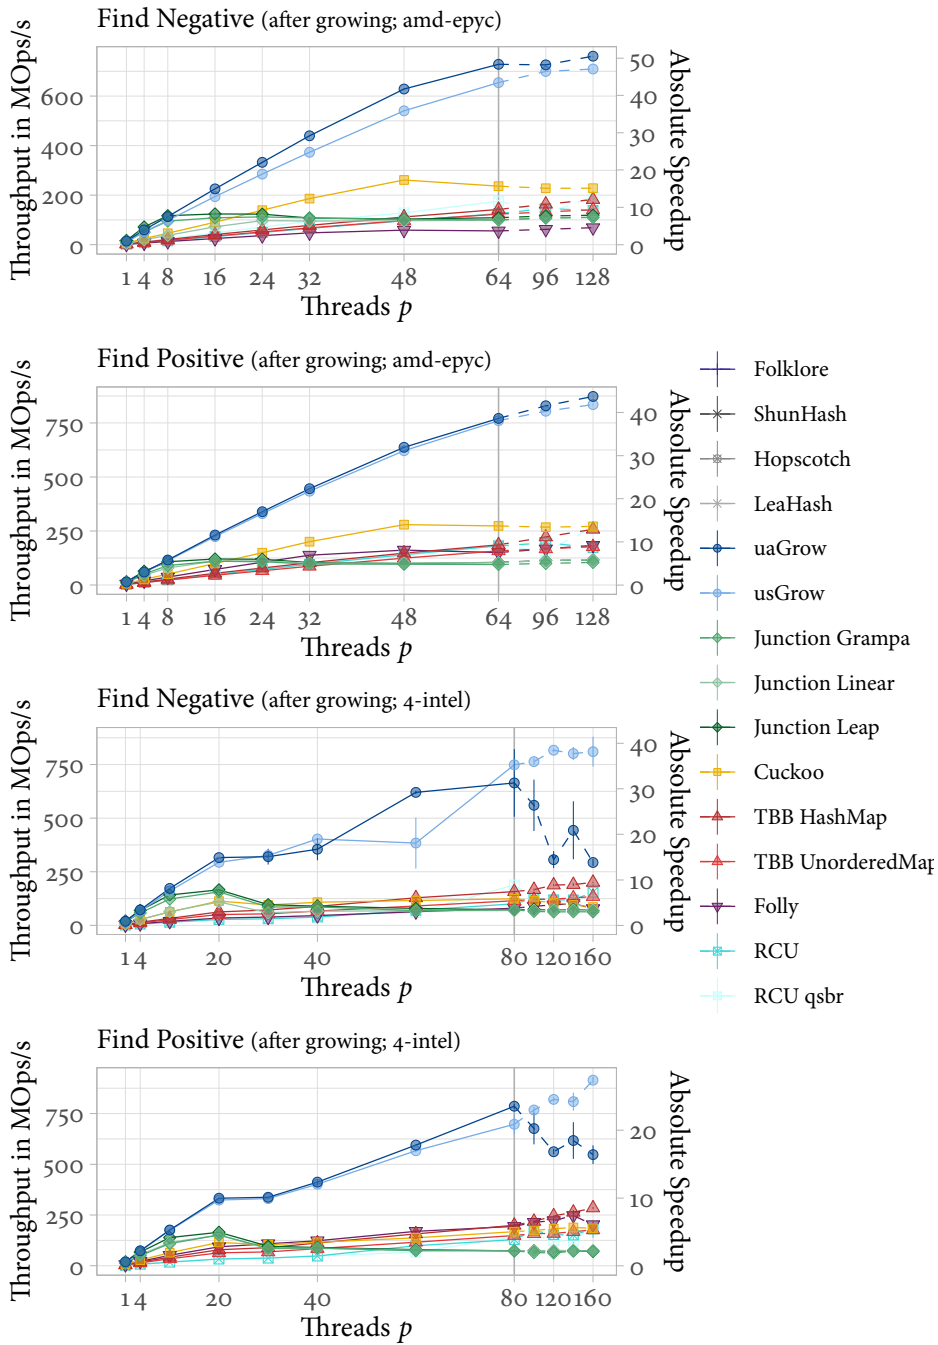 Find Negative (after growing; amd-epyc)
Throughput in MOps/s
600
400
200
0
50
40
30
20
10
0
Absolute Speedup
1 4 8 16 24 32 48 64 96 128
Threads p
Find Positive (after growing; amd-epyc)
Throughput in MOps/s
750
500
250
0
40
30
20
10
0
Absolute Speedup
1 4 8 16 24 32 48 64 96 128
Threads p
Find Negative (after growing; 4-intel)
Throughput in MOps/s
750
500
250
0
40
30
20
10
0
Absolute Speedup
1 4 20 40 80 120 160
Threads p
Find Positive (after growing; 4-intel)
Throughput in MOps/s
750
500
250
0
20
10
0
Absolute Speedup
1 4 20 40 80 120 160
Threads p
Folklore
ShunHash
Hopscotch
LeaHash
uaGrow
usGrow
Junction Grampa
Junction Linear
Junction Leap
Cuckoo
TBB HashMap
TBB UnorderedMap
Folly
RCU
RCU qsbr